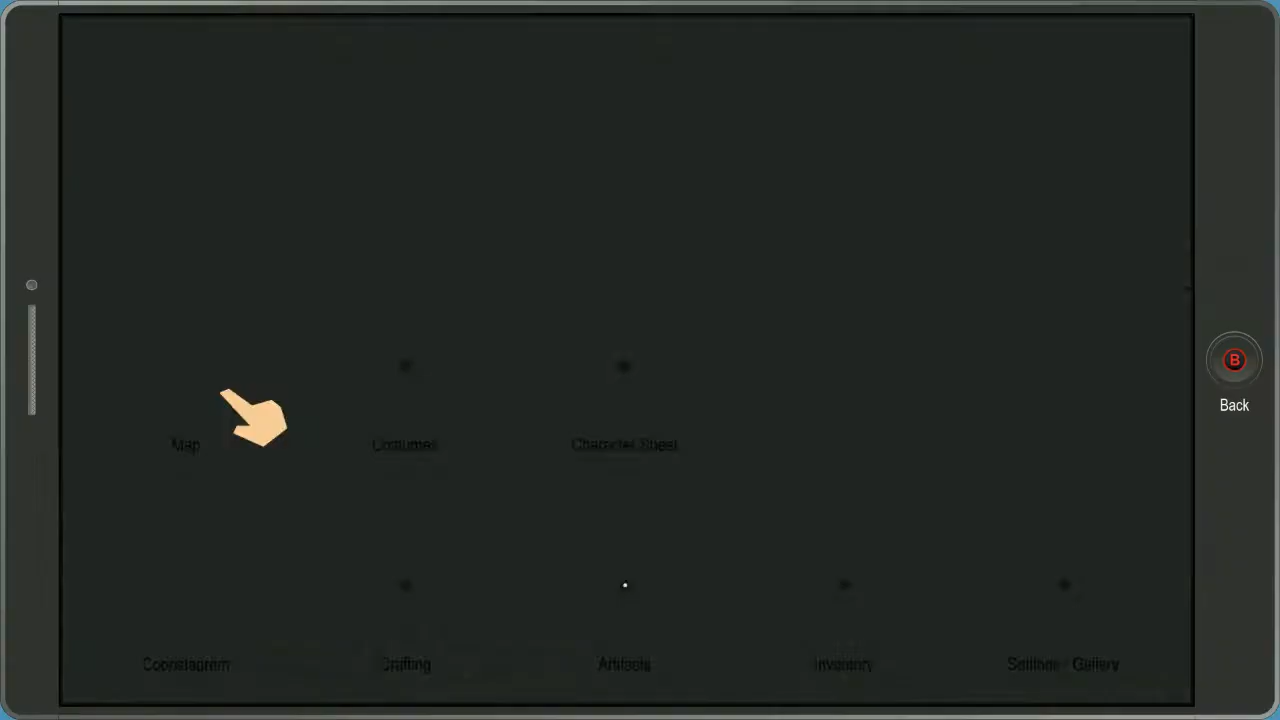 B
Back
Map
Costumes
Character Sheet
Coonstagram
Crafting
Artifacts
Inventory
Settings / Gallery